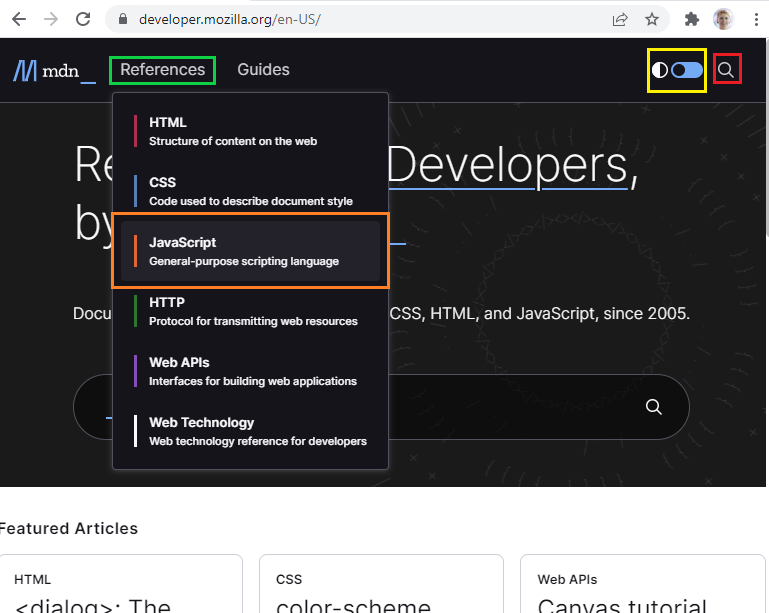 developer.mozilla.org/en-US/
mdn_
References
Guides
HTML
Structure of content on the web
CSS
Code used to describe document style
JavaScript
General-purpose scripting language
HTTP
Protocol for transmitting web resources
Web APIs
Interfaces for building web applications
Web Technology
Web technology reference for developers
Re Developers,
by
Docu CSS, HTML, and JavaScript, since 2005.
Featured Articles
HTML
<dialog>: The
CSS
color-scheme
Web APIs
Canvas tutorial